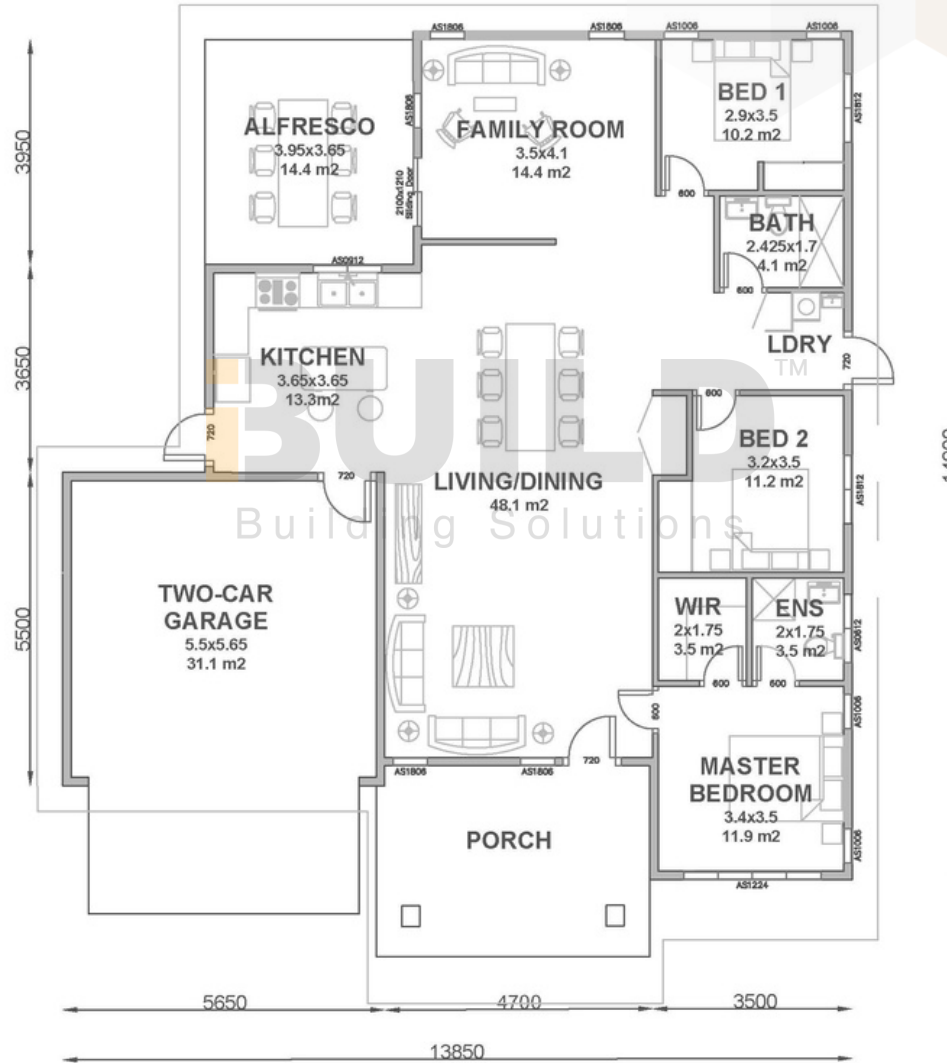 AS1806
AS1806
AS1006
AS1006
ALFRESCO
3.95x3.65
14.4 m2
AS1806
2100x1210
Sliding Door
FAMILY ROOM
3.5x4.1
14.4 m2
BED 1
2.9x3.5
10.2 m2
AS1812
600
3950
BATH
2.425x1.7
4.1 m2
600
AS0912
KITCHEN
3.65x3.65
13.3m2
3650
LDRY
720
600
iBUILD
TM
Building Solutions
720
720
LIVING/DINING
48.1 m2
BED 2
3.2x3.5
11.2 m2
AS1812
TWO-CAR
GARAGE
5.5x5.65
31.1 m2
5500
WIR
2x1.75
3.5 m2
ENS
2x1.75
3.5 m2
AS0612
600
600
600
AS1006
AS1806
AS1806
720
MASTER
BEDROOM
3.4x3.5
11.9 m2
AS1006
AS1224
PORCH
5650
4700
3500
13850